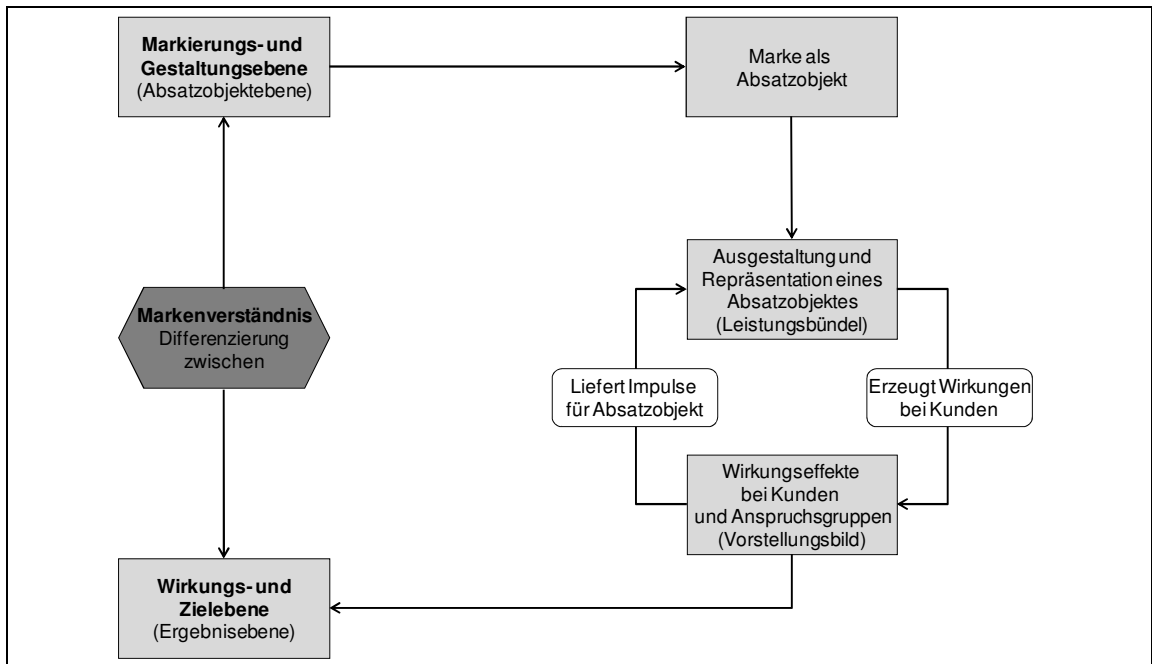 Markierungs- und
Gestaltungsebene
(Absatzobjektebene)
Marke als
Absatzobjekt
Ausgestaltung und
Repräsentation eines
Absatzobjektes
(Leistungsbündel)
Markenverständnis
Differenzierung
zwischen
Liefert Impulse
für Absatzobjekt
Erzeugt Wirkungen
bei Kunden
Wirkungseffekte
bei Kunden
und Anspruchsgruppen
(Vorstellungsbild)
Wirkungs- und
Zielebene
(Ergebnisebene)